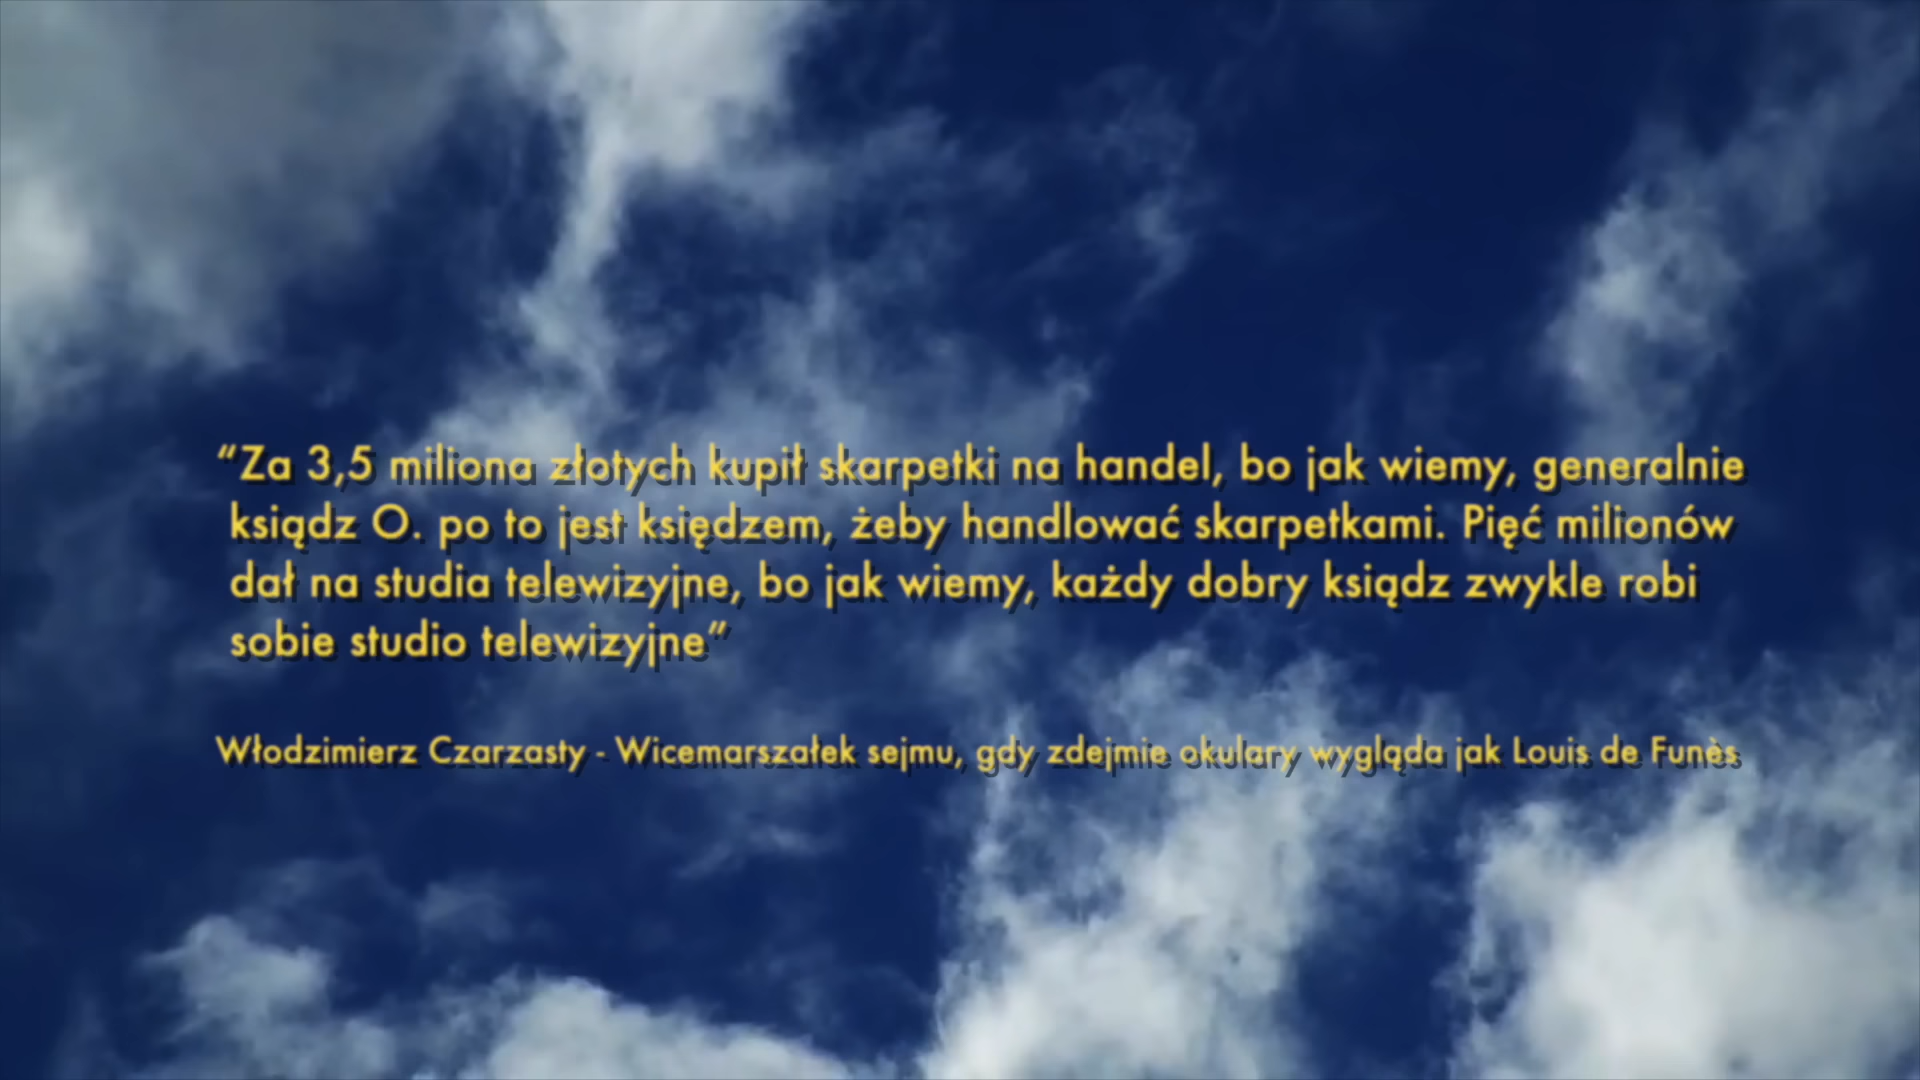 “Za 3,5 miliona złotych kupił skarpetki na handel, bo jak wiemy, generalnie
ksiądz O. po to jest księdzem, żeby handlować skarpetkami. Pięć milionów
dał na studia telewizyjne, bo jak wiemy, każdy dobry ksiądz zwykle robi
sobie studio telewizyjne”
Włodzimierz Czarzasty - Wicemarszałek sejmu, gdy zdejmie okulary wygląda jak Louis de Funès